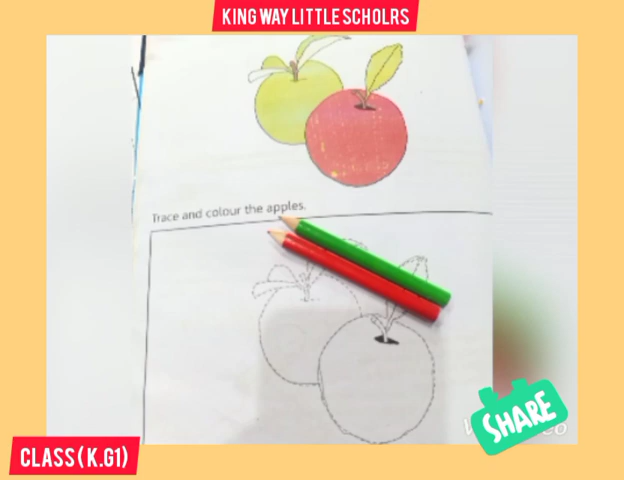 KING WAY LITTLE SCHOLRS
Trace and colour the apples.
SHARE
CLASS ( K.G1)